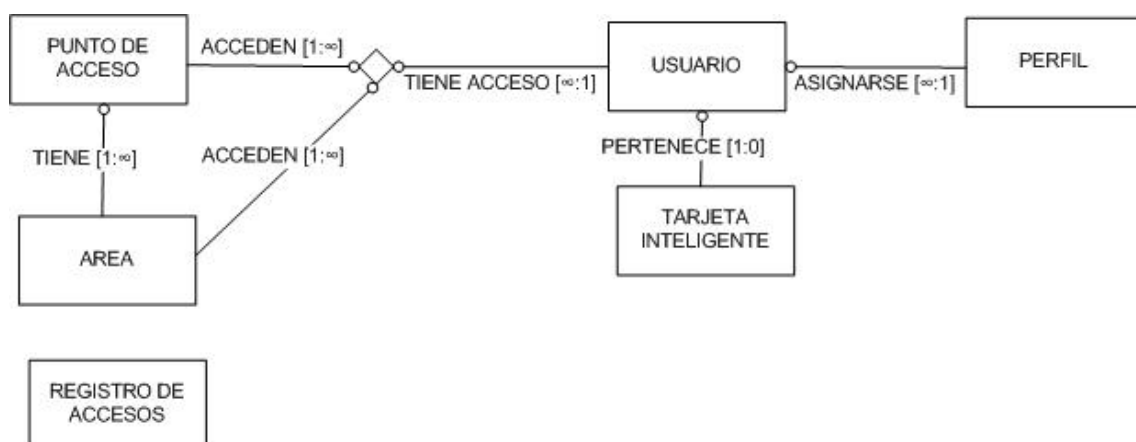 PUNTO DE
ACCESO
ACCEDEN [1:∞]
TIENE ACCESO [∞:1]
USUARIO
ASIGNARSE [∞:1]
PERFIL
TIENE [1:∞]
ACCEDEN [1:∞]
PERTENECE [1:0]
AREA
TARJETA
INTELIGENTE
REGISTRO DE
ACCESOS